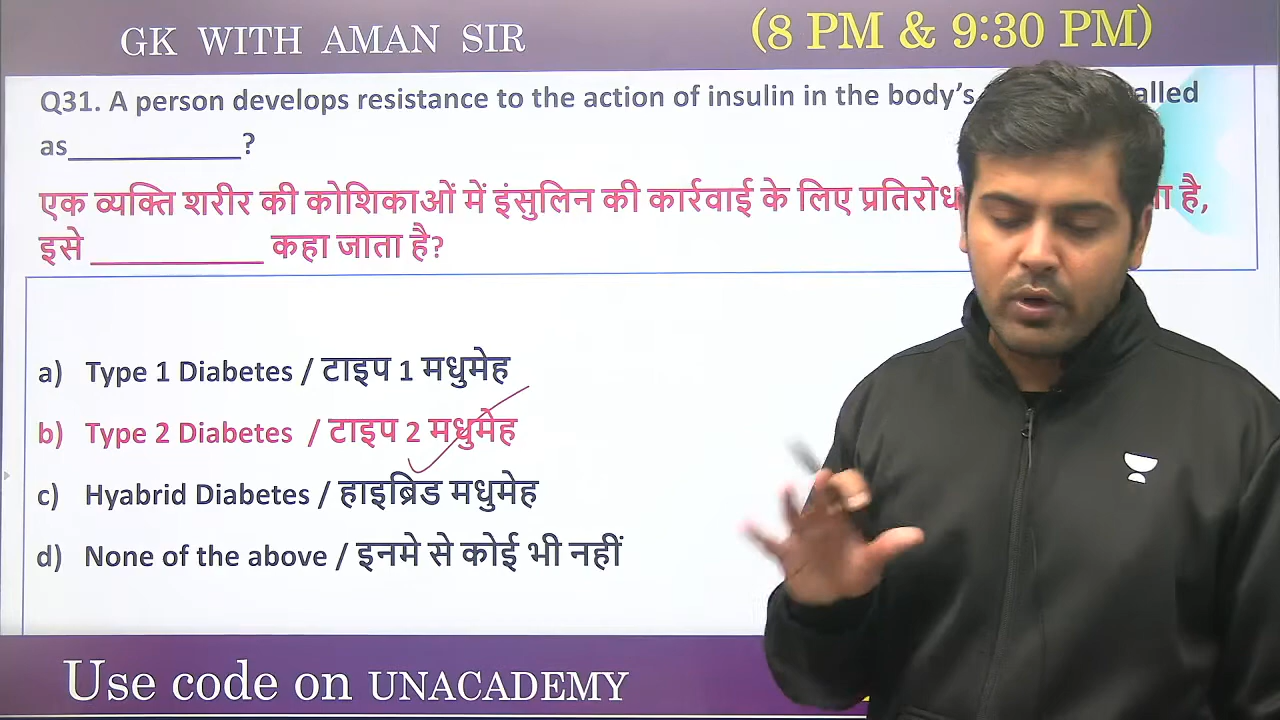 GK WITH AMAN SIR
(8 PM & 9:30 PM)
Q31. A person develops resistance to the action of insulin in the body's
as__________?
एक व्यक्ति शरीर की कोशिकाओं में इंसुलिन की कार्रवाई के लिए प्रतिरोध है,
इसे __________ कहा जाता है?
a) Type 1 Diabetes / टाइप 1 मधुमेह
b) Type 2 Diabetes / टाइप 2 मधुमेह
c) Hyabrid Diabetes / हाइब्रिड मधुमेह
d) None of the above / इनमे से कोई भी नहीं
Use code on UNACADEMY